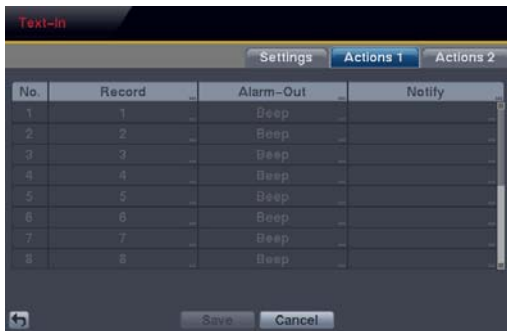 Text-In
Settings Actions 1 Actions 2
No. Record ... Alarm-Out ... Notify ...
1 1 ... Beep ... ...
2 2 ... Beep ... ...
3 3 ... Beep ... ...
4 4 ... Beep ... ...
5 5 ... Beep ... ...
6 6 ... Beep ... ...
7 7 ... Beep ... ...
8 8 ... Beep ... ...
Save Cancel